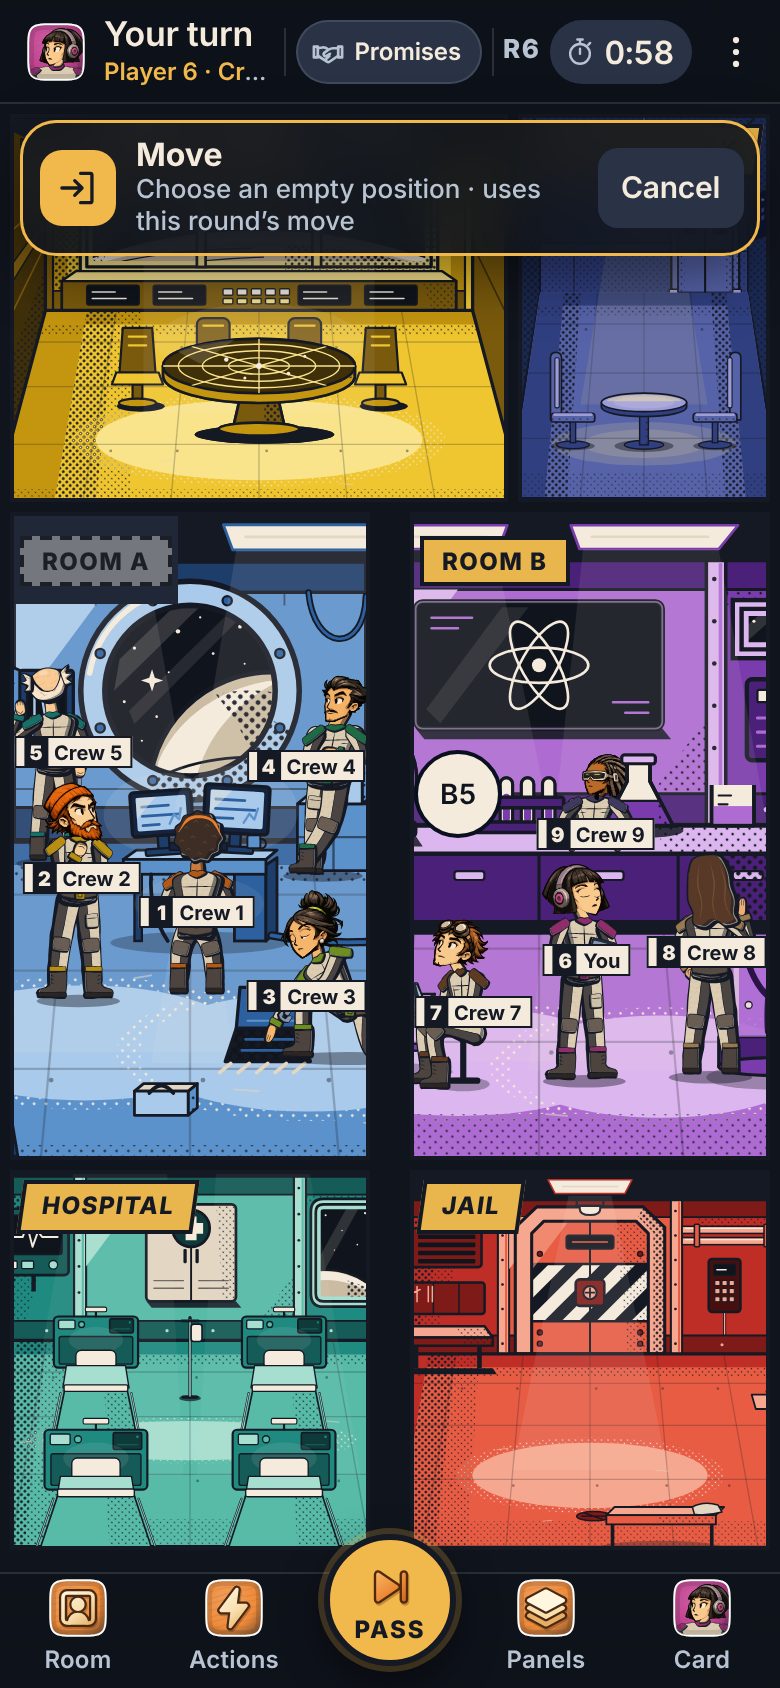 Your turn
Player 6 · Cr...
Promises
R6
0:58
Move
Choose an empty position · uses
this round’s move
Cancel
ROOM A
ROOM B
5 Crew 5
4 Crew 4
B5
9 Crew 9
2 Crew 2
1 Crew 1
6 You
8 Crew 8
3 Crew 3
7 Crew 7
HOSPITAL
JAIL
PASS
Room
Actions
Panels
Card